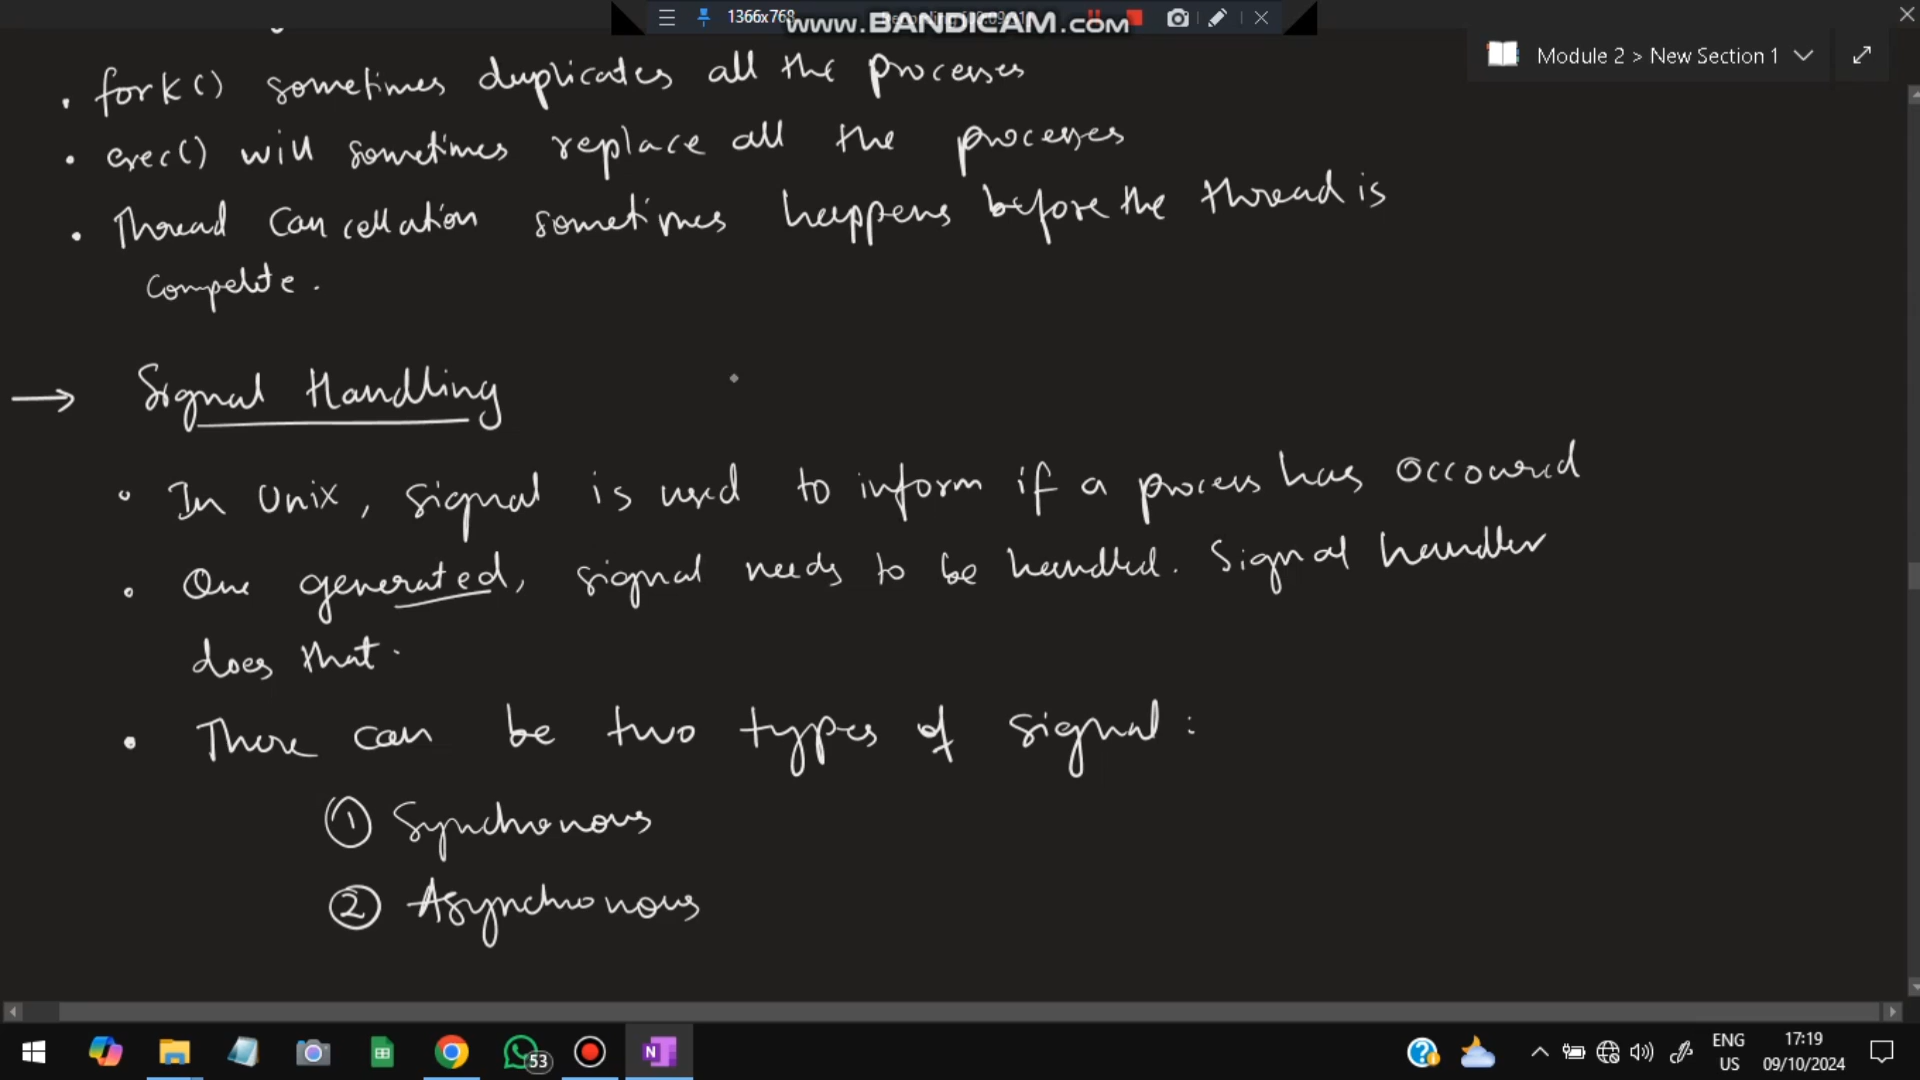 1366x768
www.BANDICAM.com
Module 2 > New Section 1
• fork() sometimes duplicates all the processes
• exec() will sometimes replace all the processes
• Thread Cancellation sometimes happens before the thread is
compelete.
→ Signal Handling
• In Unix, signal is used to inform if a process has occoured
• One generated, signal needs to be handled. Signal handler
does that.
• There can be two types of signal:
① Synchronous
② Asynchronous
53
ENG
US
17:19
09/10/2024